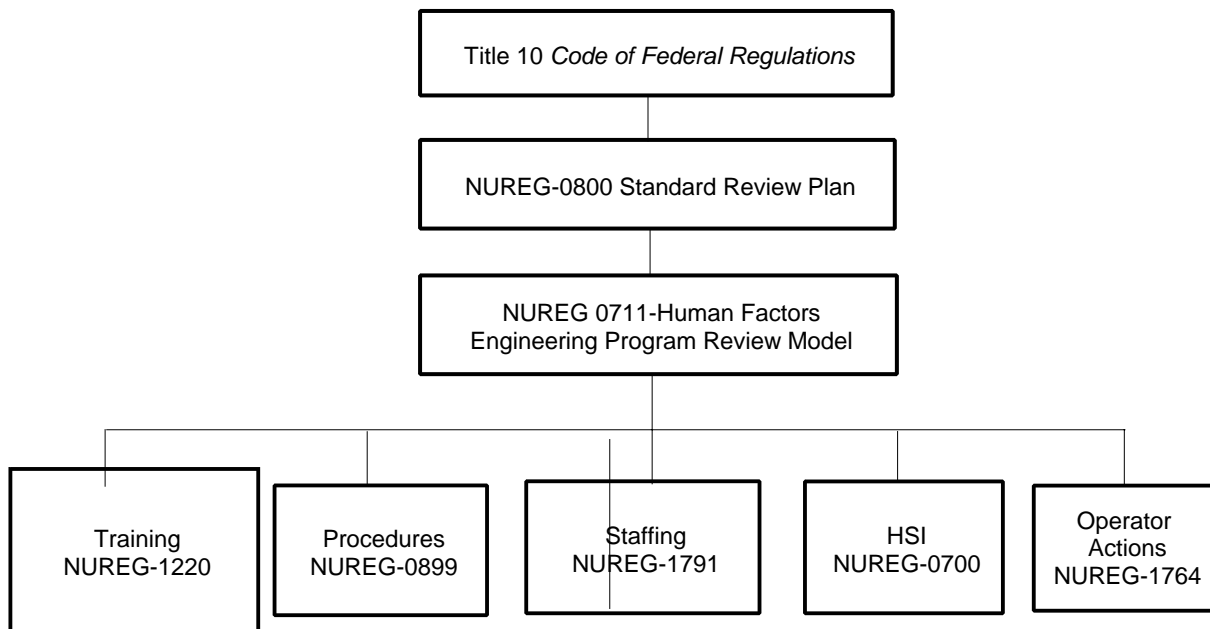 Title 10 Code of Federal Regulations
NUREG-0800 Standard Review Plan
NUREG 0711-Human Factors
Engineering Program Review Model
Training
NUREG-1220
Procedures
NUREG-0899
Staffing
NUREG-1791
HSI
NUREG-0700
Operator
Actions
NUREG-1764